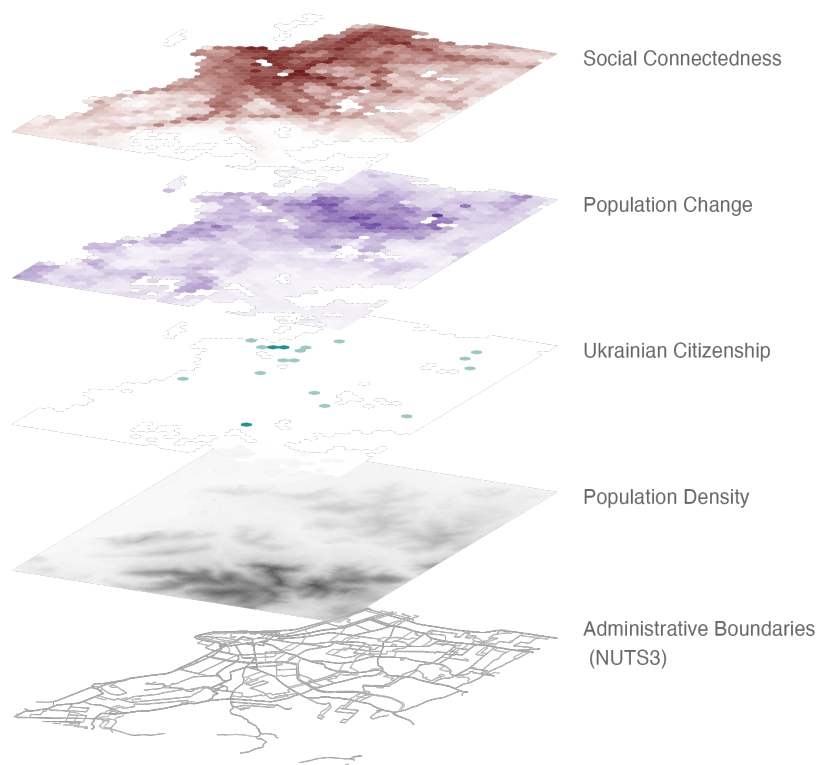 Social Connectedness
Population Change
Ukrainian Citizenship
Population Density
Administrative Boundaries
(NUTS3)